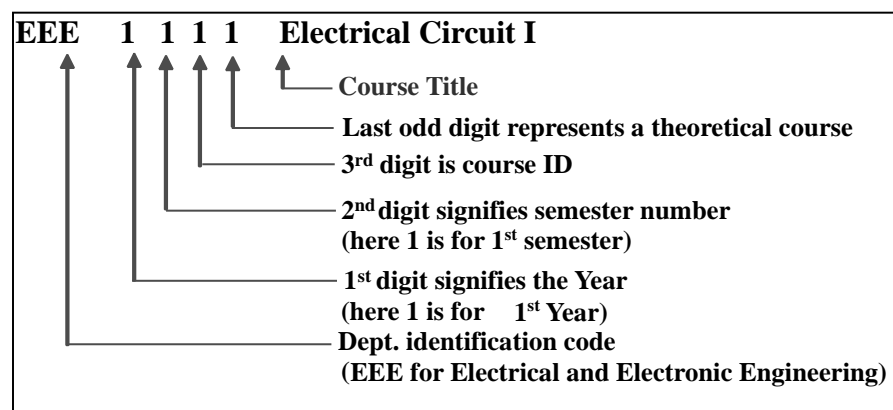 EEE 1 1 1 1 Electrical Circuit I
Course Title
Last odd digit represents a theoretical course
3rd digit is course ID
2nd digit signifies semester number
(here 1 is for 1st semester)
1st digit signifies the Year
(here 1 is for 1st Year)
Dept. identification code
(EEE for Electrical and Electronic Engineering)